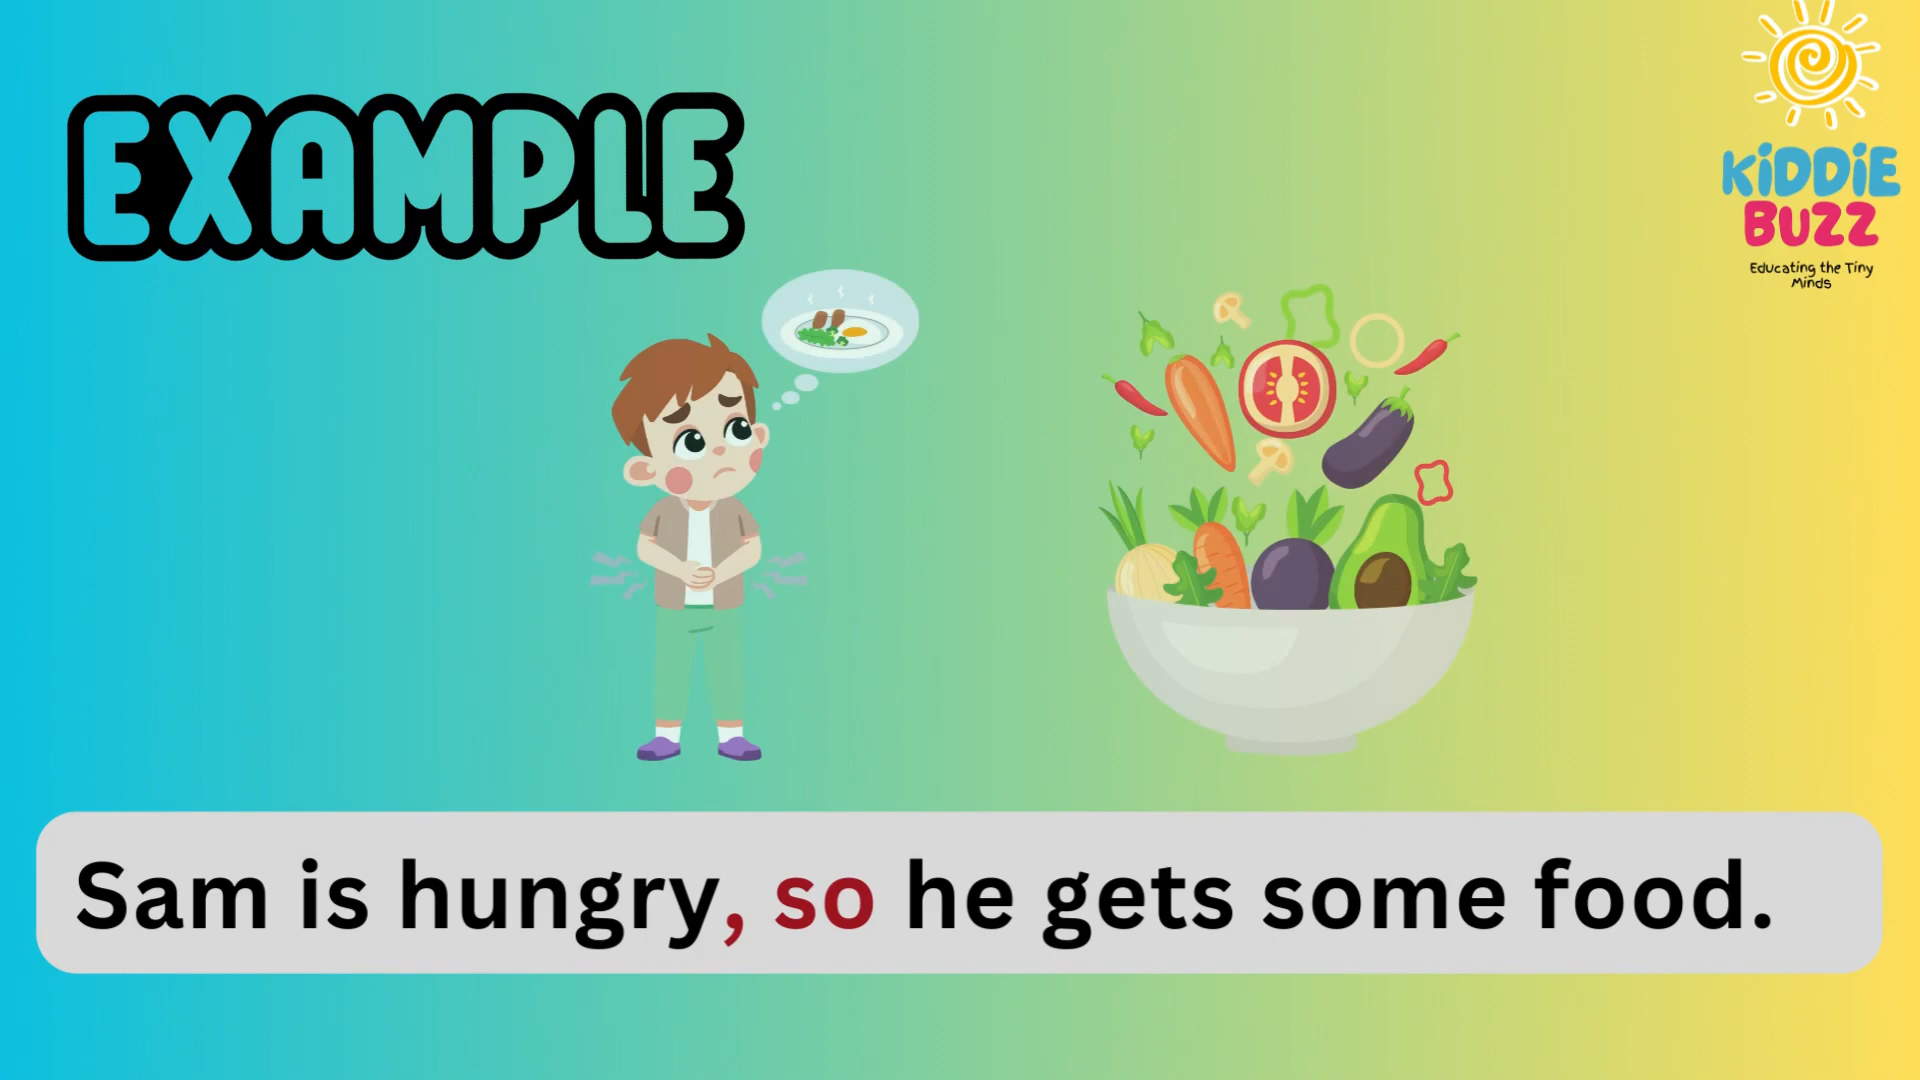 EXAMPLE
KiDDiE
BUZZ
Educating the Tiny
Minds
Sam is hungry, so he gets some food.